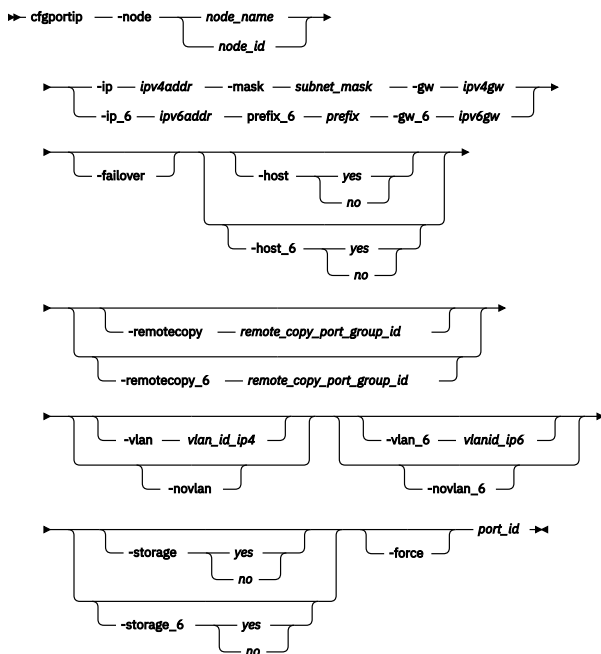 cfgportip -node node_name
node_id
-ip ipv4addr -mask subnet_mask -gw ipv4gw
-ip_6 ipv6addr prefix_6 prefix -gw_6 ipv6gw
-failover -host yes
no
-host_6 yes
no
-remotecopy remote_copy_port_group_id
-remotecopy_6 remote_copy_port_group_id
-vlan vlan_id_ip4 -vlan_6 vlanid_ip6
-novlan -novlan_6
-storage yes -force port_id
no
-storage_6 yes
no